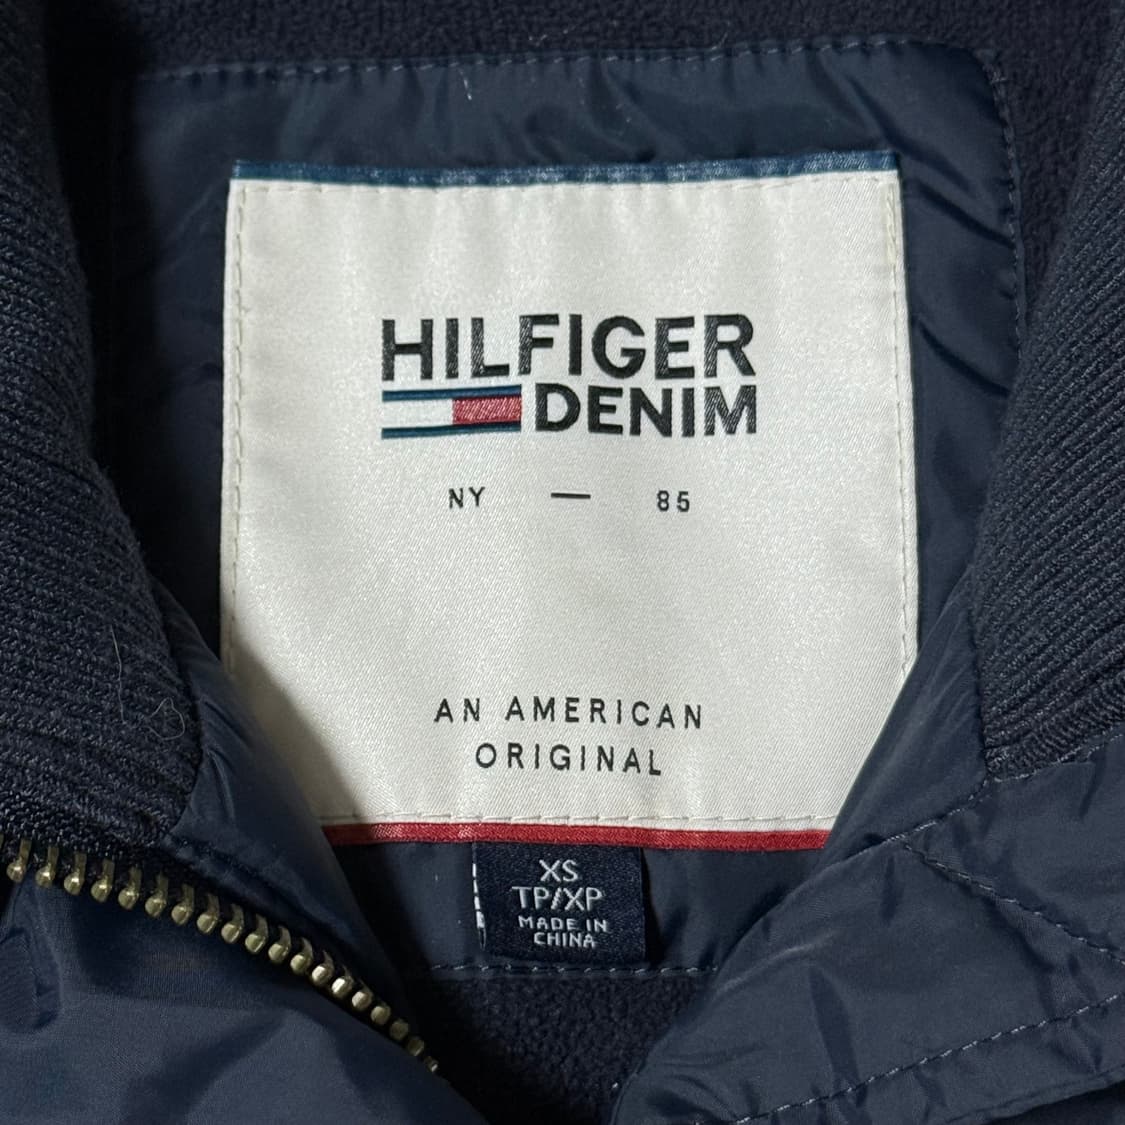 HILFIGER
DENIM
NY — 85
AN AMERICAN
ORIGINAL
XS
TP/XP
MADE IN
CHINA